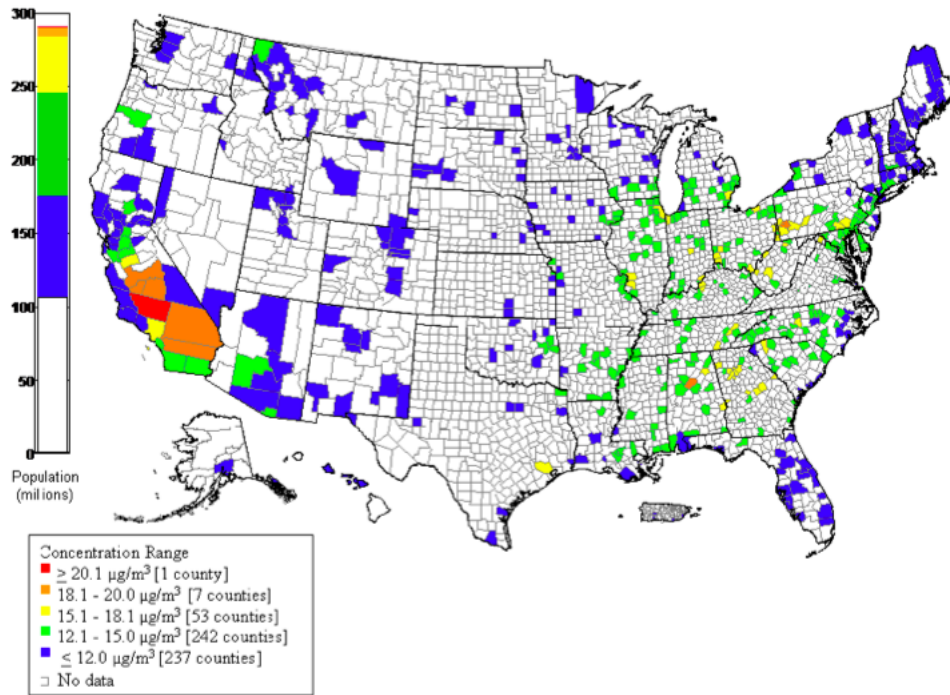 300
250
200
150
100
50
0
Population
(millions)
Concentration Range
≥ 20.1 µg/m³ [1 county]
18.1 - 20.0 µg/m³ [7 counties]
15.1 - 18.1 µg/m³ [53 counties]
12.1 - 15.0 µg/m³ [242 counties]
≤ 12.0 µg/m³ [237 counties]
No data